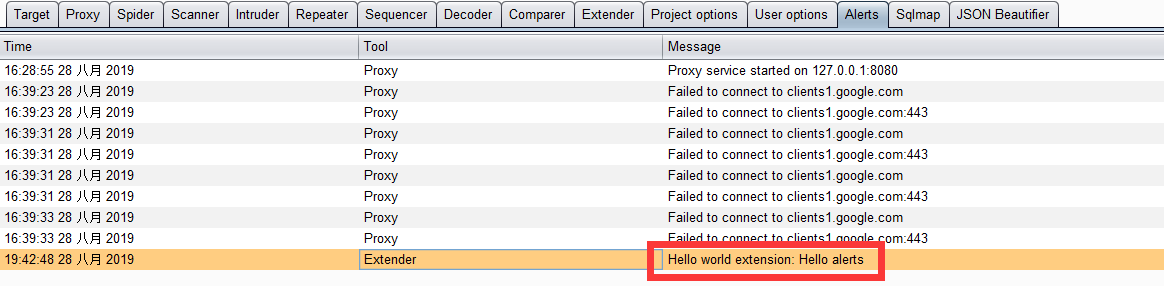 Target Proxy Spider Scanner Intruder Repeater Sequencer Decoder Comparer Extender Project options User options Alerts Sqlmap JSON Beautifier
Time Tool Message
16:28:55 28 八月 2019 Proxy Proxy service started on 127.0.0.1:8080
16:39:23 28 八月 2019 Proxy Failed to connect to clients1.google.com
16:39:23 28 八月 2019 Proxy Failed to connect to clients1.google.com:443
16:39:31 28 八月 2019 Proxy Failed to connect to clients1.google.com
16:39:31 28 八月 2019 Proxy Failed to connect to clients1.google.com:443
16:39:31 28 八月 2019 Proxy Failed to connect to clients1.google.com
16:39:31 28 八月 2019 Proxy Failed to connect to clients1.google.com:443
16:39:33 28 八月 2019 Proxy Failed to connect to clients1.google.com
16:39:33 28 八月 2019 Proxy Failed to connect to clients1.google.com:443
19:42:48 28 八月 2019 Extender Hello world extension: Hello alerts